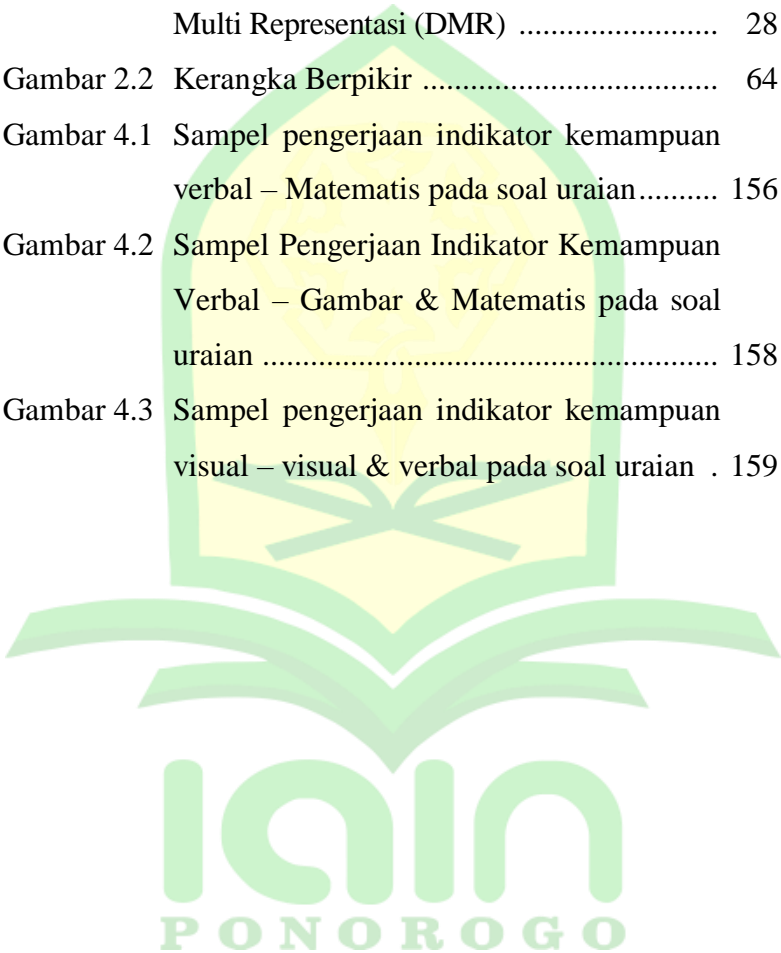 Multi Representasi (DMR) ........................ 28
Gambar 2.2 Kerangka Berpikir ................................... 64
Gambar 4.1 Sampel pengerjaan indikator kemampuan
verbal – Matematis pada soal uraian.......... 156
Gambar 4.2 Sampel Pengerjaan Indikator Kemampuan
Verbal – Gambar & Matematis pada soal
uraian ...................................................... 158
Gambar 4.3 Sampel pengerjaan indikator kemampuan
visual – visual & verbal pada soal uraian . 159
iain
PONOROGO